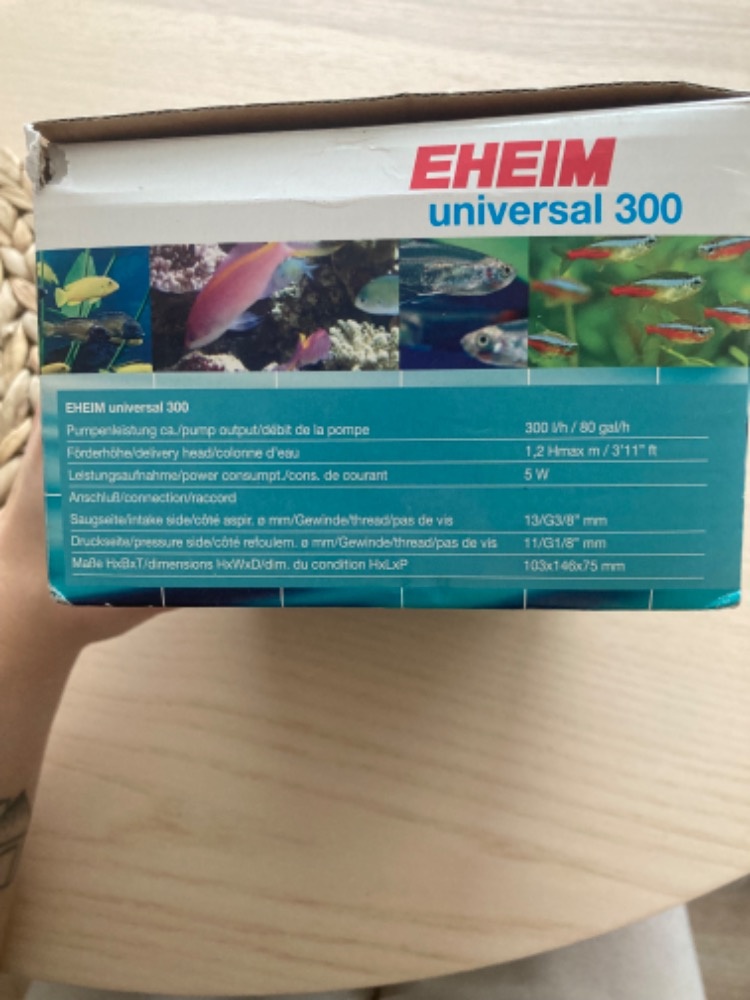 EHEIM
universal 300
EHEIM universal 300
Pumpenleistung ca./pump output/débit de la pompe 300 l/h / 80 gal/h
Förderhöhe/delivery head/colonne d'eau 1,2 Hmax m / 3'11" ft
Leistungsaufnahme/power consumpt./cons. de courant 5 W
Anschluß/connection/raccord
Saugseite/intake side/côté aspir. ø mm/Gewinde/thread/pas de vis 13/G3/8" mm
Druckseite/pressure side/côté refoulem. ø mm/Gewinde/thread/pas de vis 11/G1/8" mm
Maße HxBxT/dimensions HxWxD/dim. du condition HxLxP 103x146x75 mm